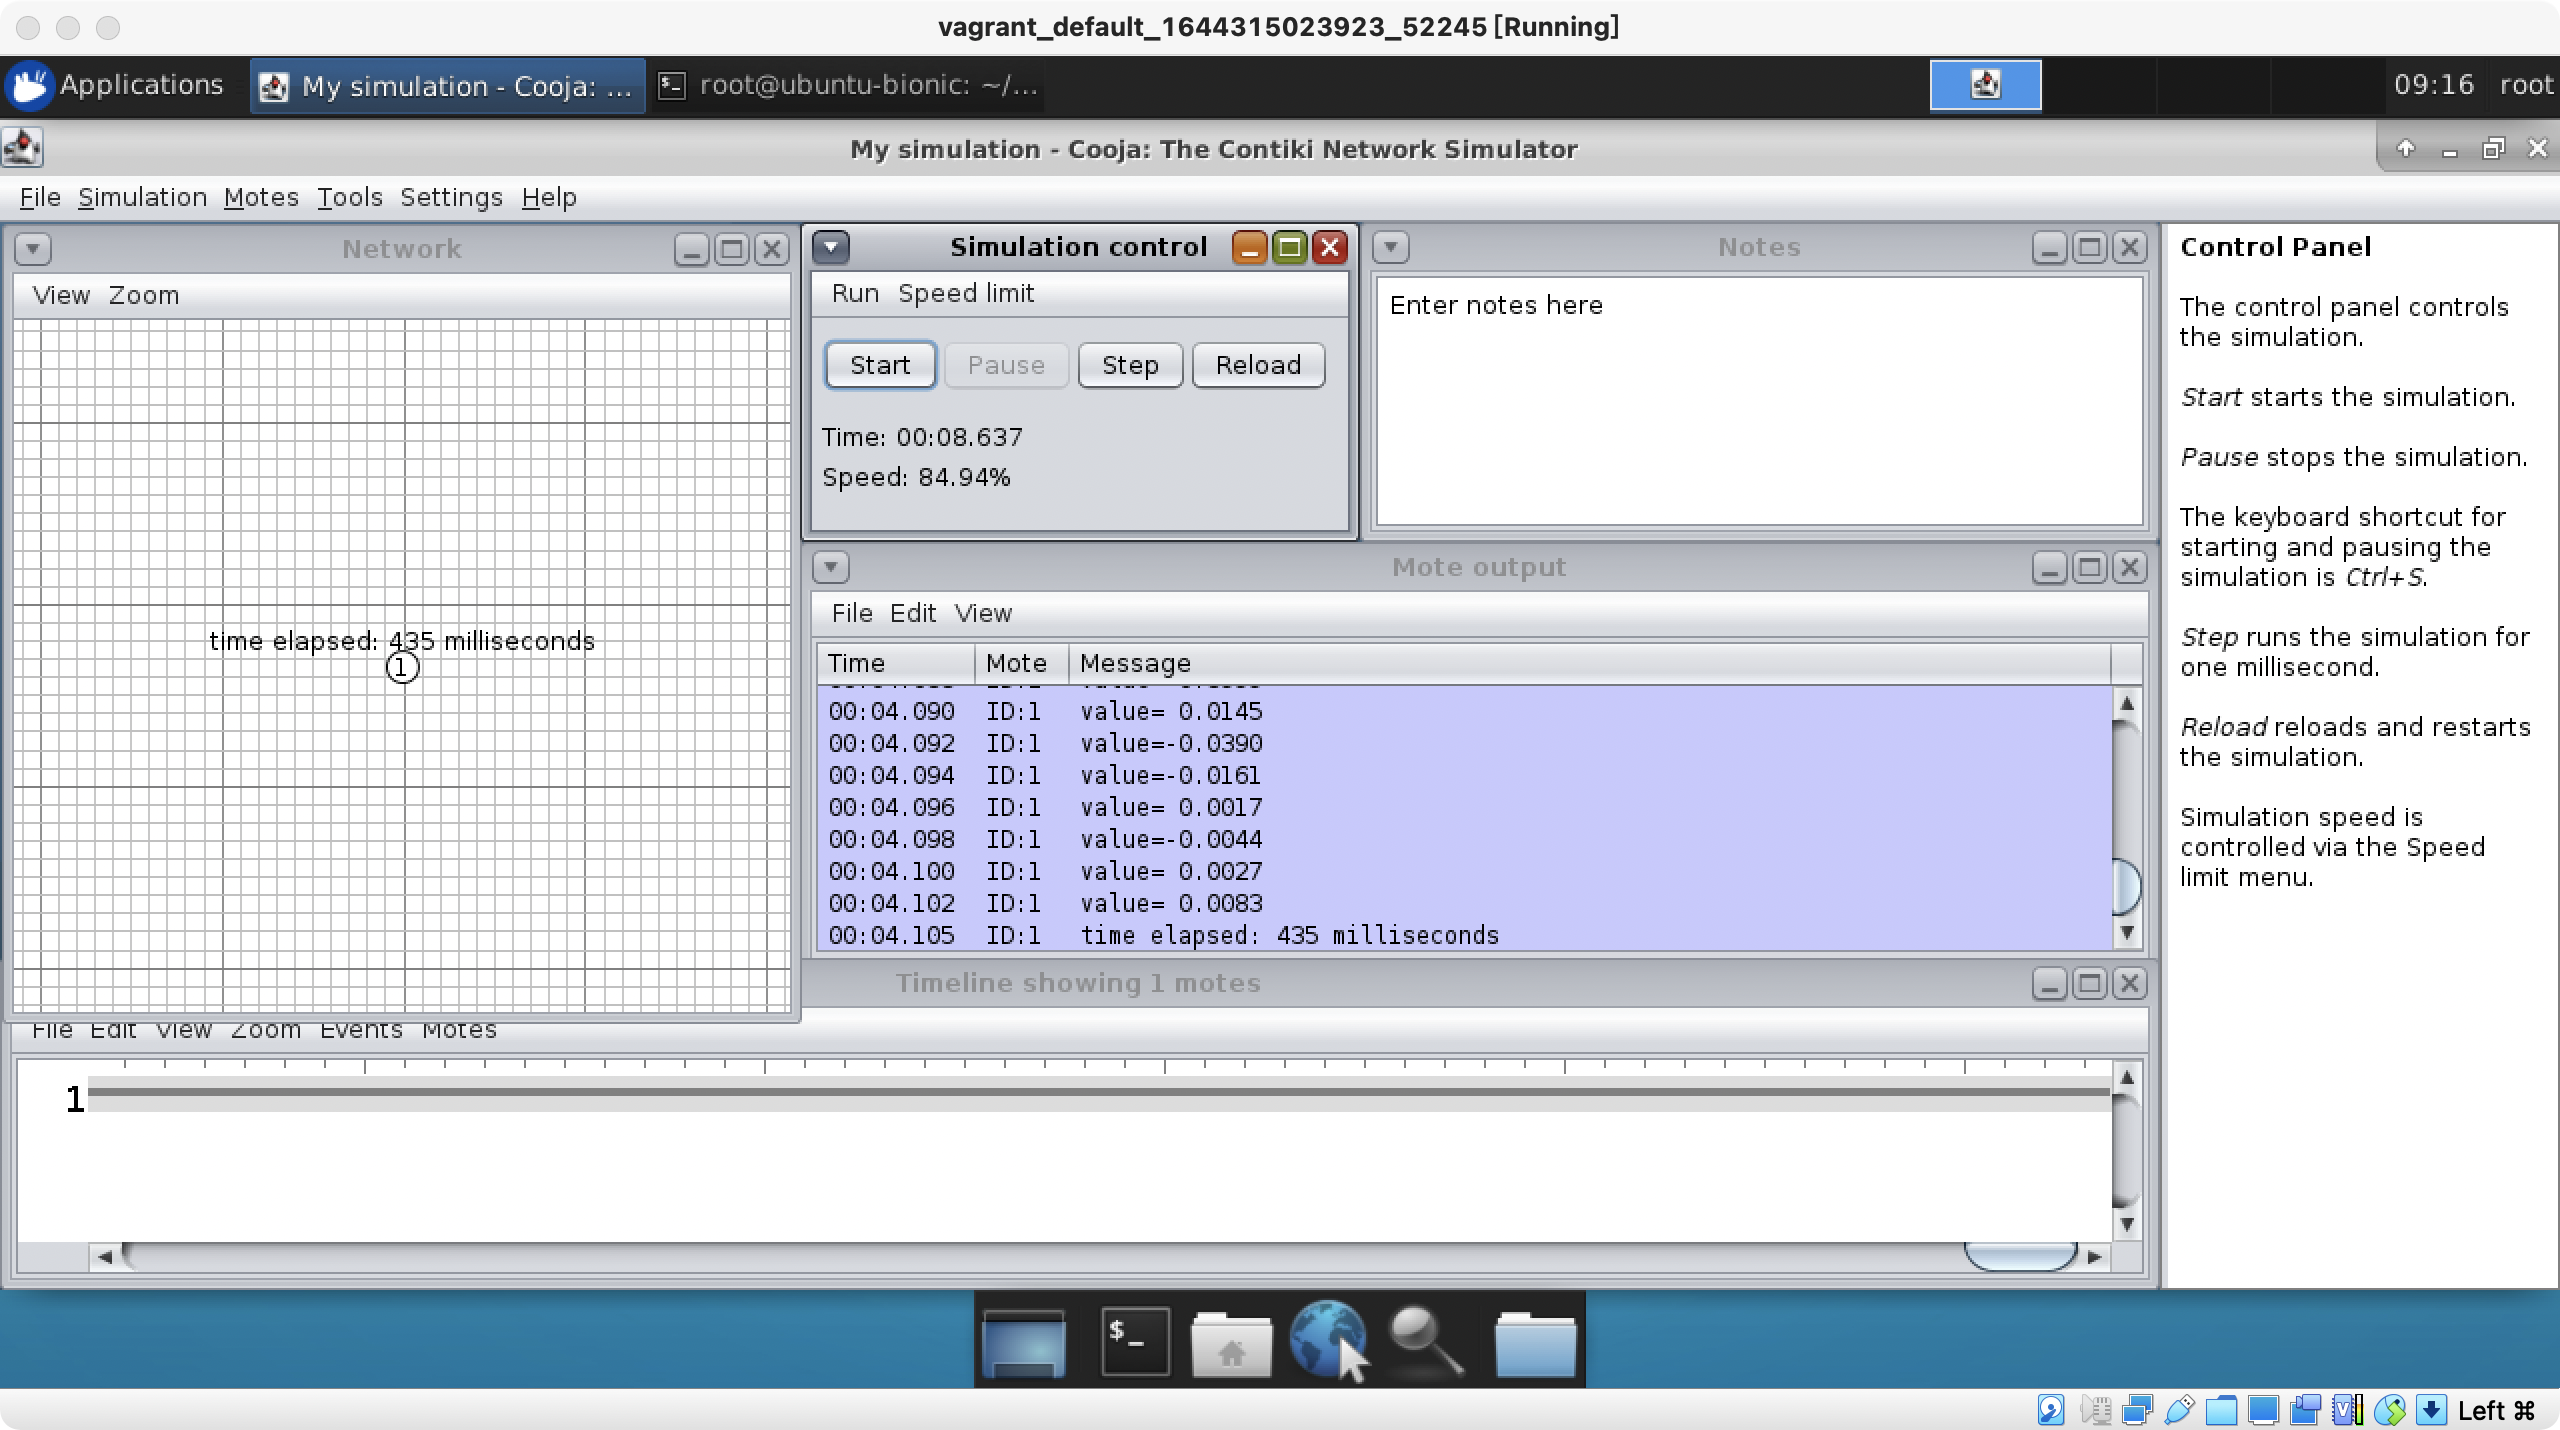 vagrant_default_1644315023923_52245 [Running]
Applications
My simulation - Cooja: ...
root@ubuntu-bionic: ~/...
09:16
root
My simulation - Cooja: The Contiki Network Simulator
File Simulation Motes Tools Settings Help
Network
View Zoom
time elapsed: 435 milliseconds
1
Simulation control
Run Speed limit
Start Pause Step Reload
Time: 00:08.637
Speed: 84.94%
Notes
Enter notes here
Mote output
File Edit View
Time Mote Message
00:04.090 ID:1 value= 0.0145
00:04.092 ID:1 value=-0.0390
00:04.094 ID:1 value=-0.0161
00:04.096 ID:1 value= 0.0017
00:04.098 ID:1 value=-0.0044
00:04.100 ID:1 value= 0.0027
00:04.102 ID:1 value= 0.0083
00:04.105 ID:1 time elapsed: 435 milliseconds
Timeline showing 1 motes
File Edit View Zoom Events Motes
1
Control Panel
The control panel controls
the simulation.
Start starts the simulation.
Pause stops the simulation.
The keyboard shortcut for
starting and pausing the
simulation is Ctrl+S.
Step runs the simulation for
one millisecond.
Reload reloads and restarts
the simulation.
Simulation speed is
controlled via the Speed
limit menu.
$_
Left ⌘